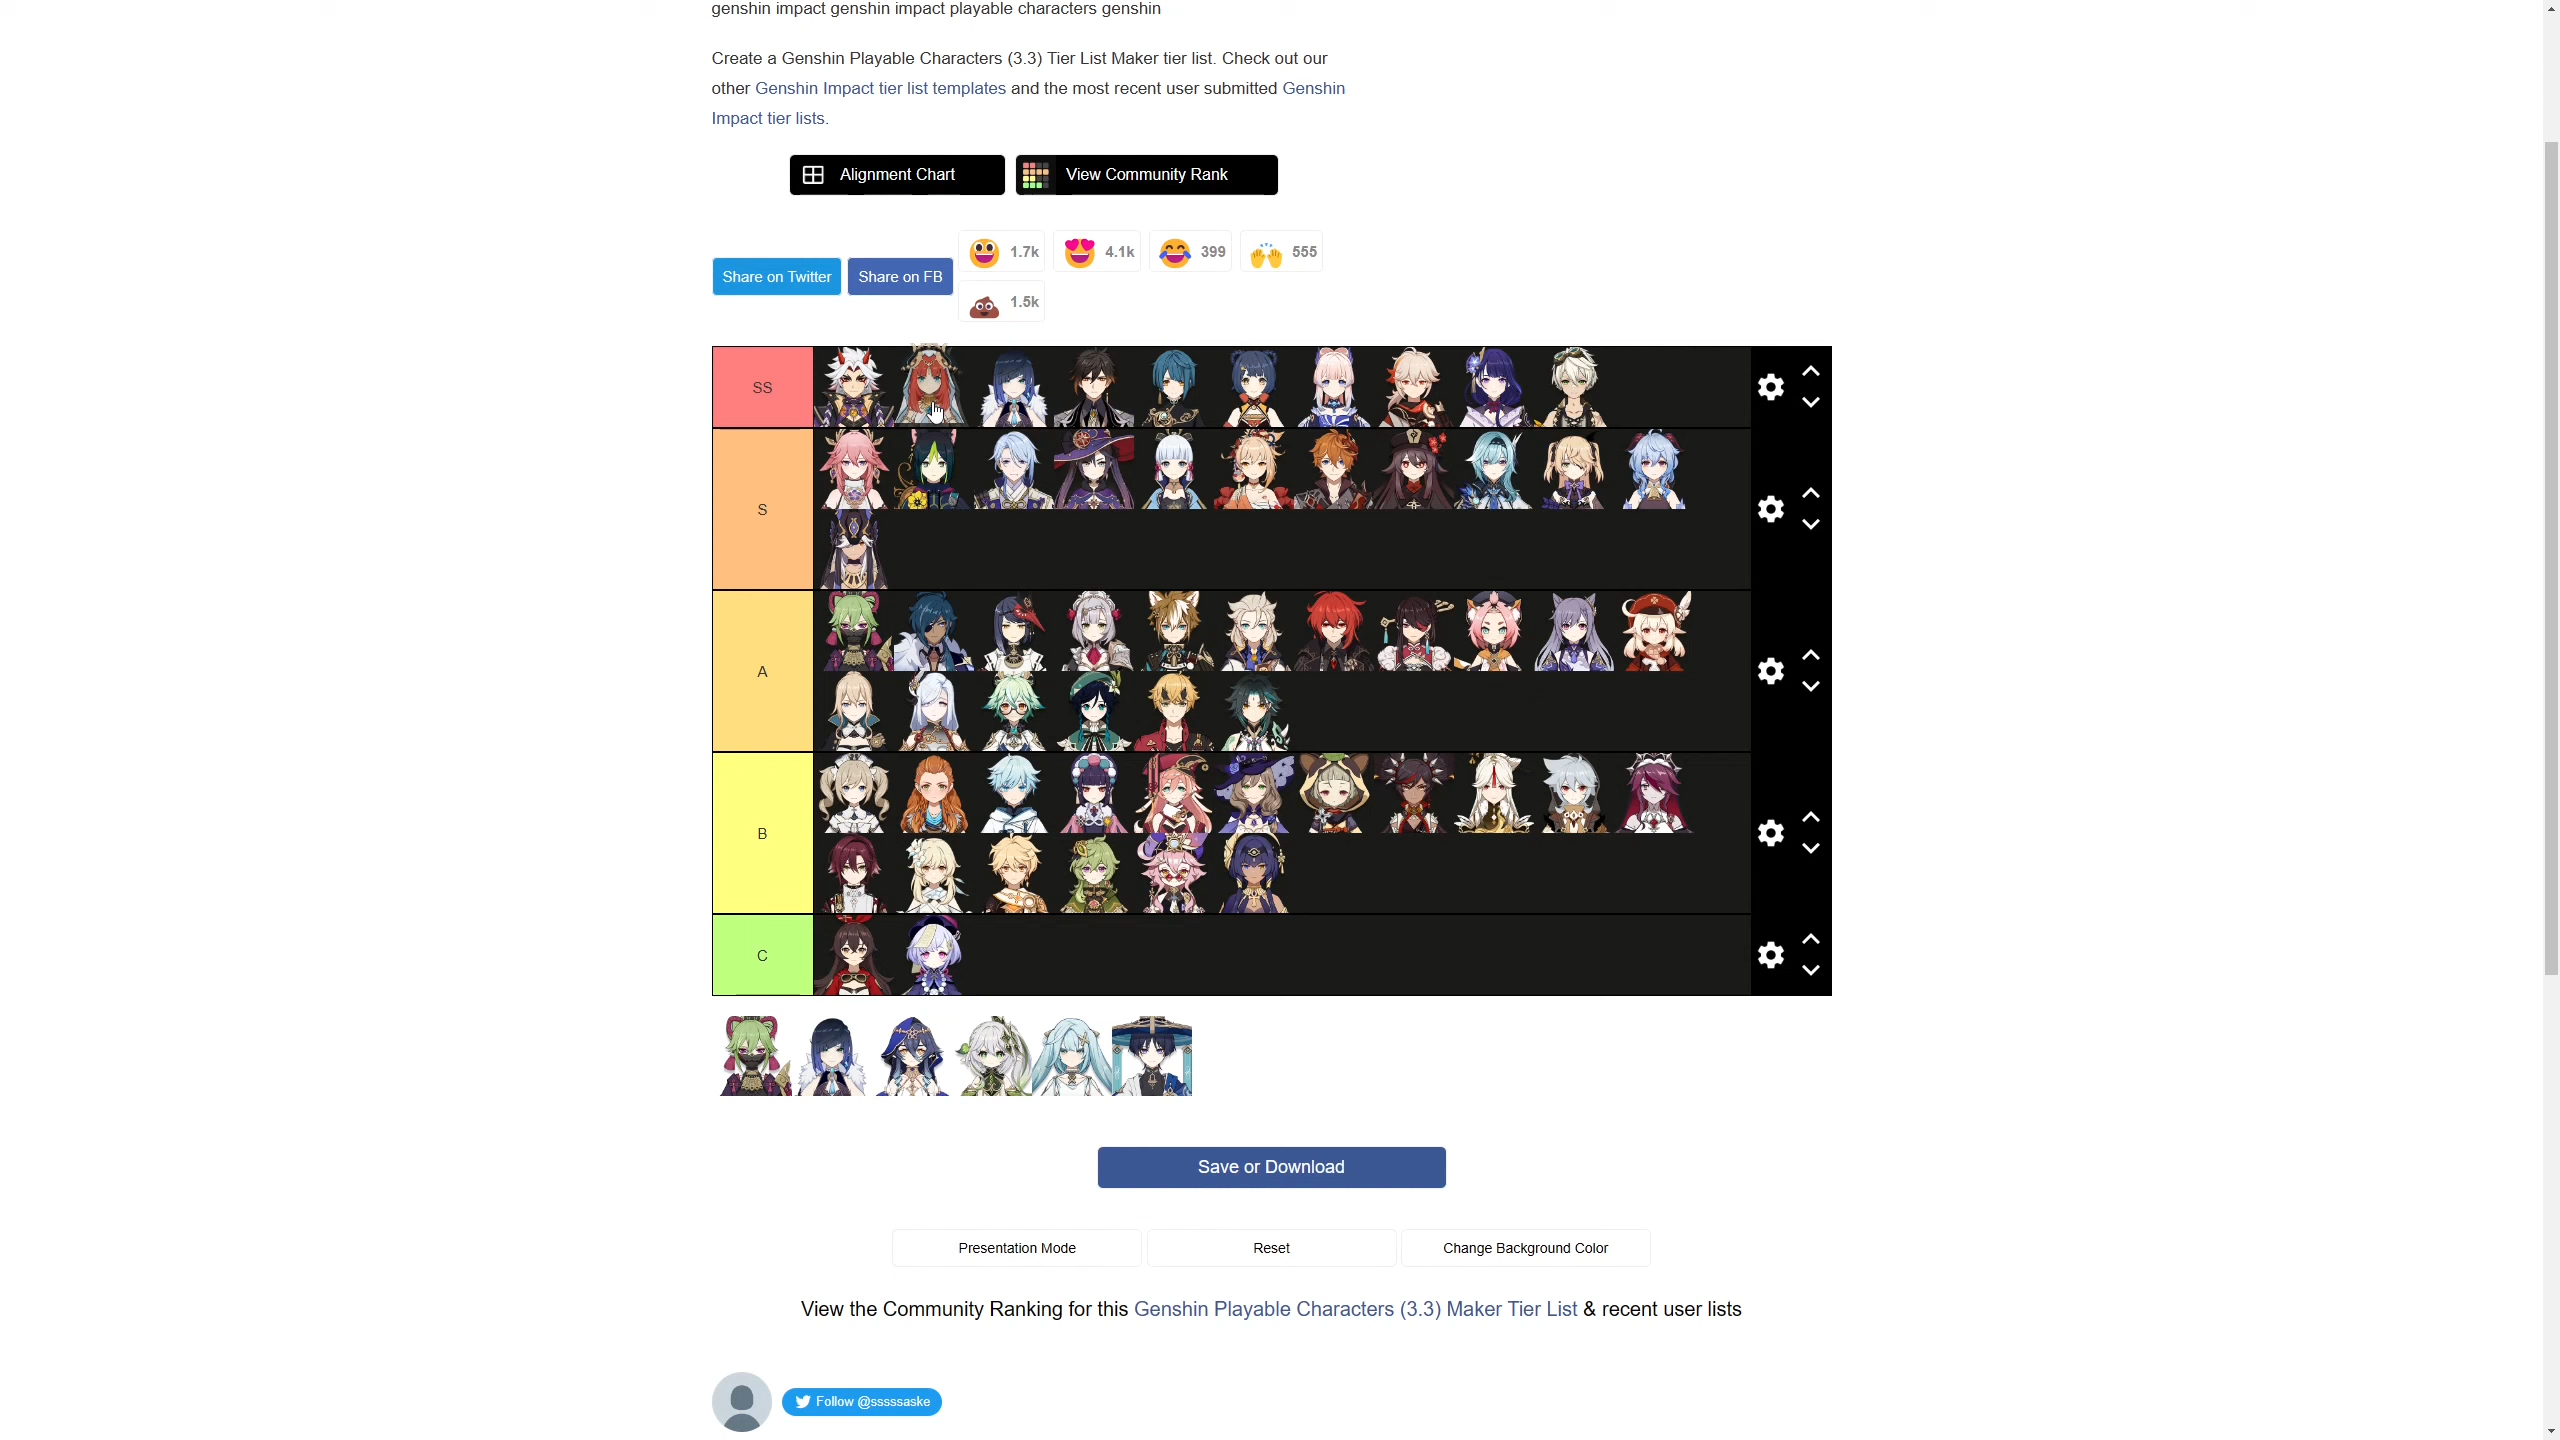 genshin impact genshin impact playable characters genshin
Create a Genshin Playable Characters (3.3) Tier List Maker tier list. Check out our
other Genshin Impact tier list templates and the most recent user submitted Genshin
Impact tier lists.
Alignment Chart
View Community Rank
Share on Twitter
Share on FB
1.7k
4.1k
399
555
1.5k
SS
S
A
B
C
Save or Download
Presentation Mode
Reset
Change Background Color
View the Community Ranking for this Genshin Playable Characters (3.3) Maker Tier List & recent user lists
Follow @sssssaske